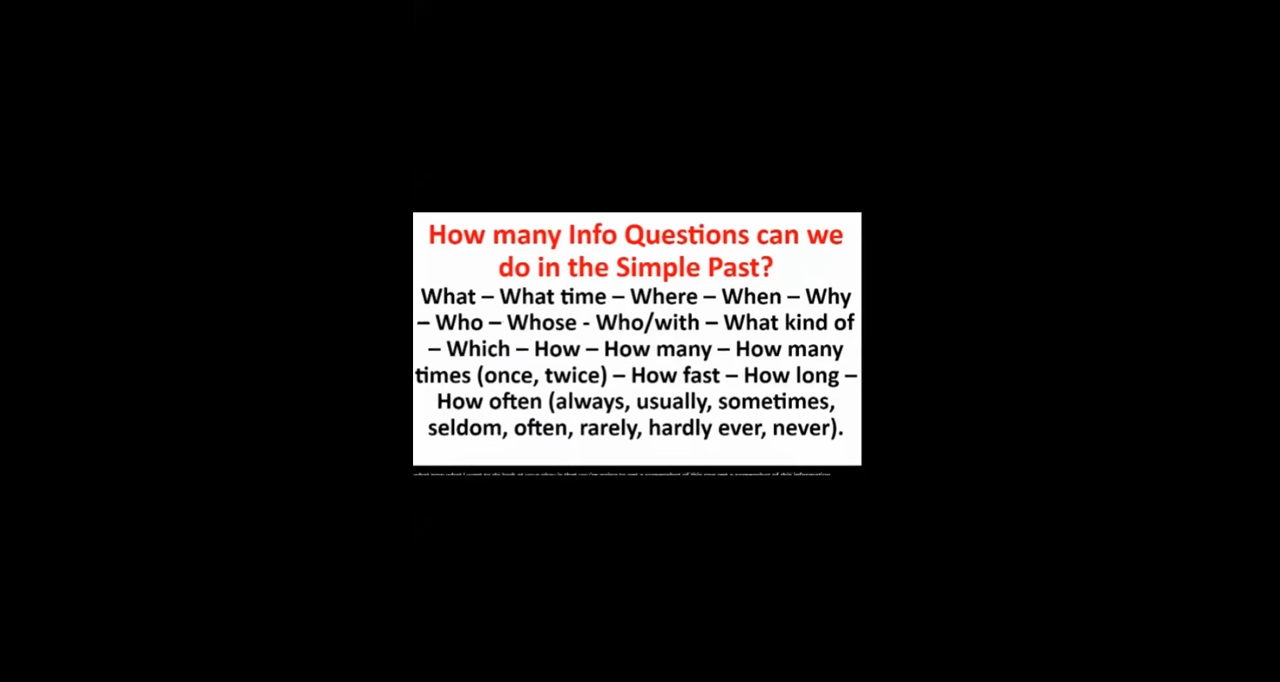 How many Info Questions can we
do in the Simple Past?
What – What time – Where – When – Why
– Who – Whose - Who/with – What kind of
– Which – How – How many – How many
times (once, twice) – How fast – How long –
How often (always, usually, sometimes,
seldom, often, rarely, hardly ever, never).